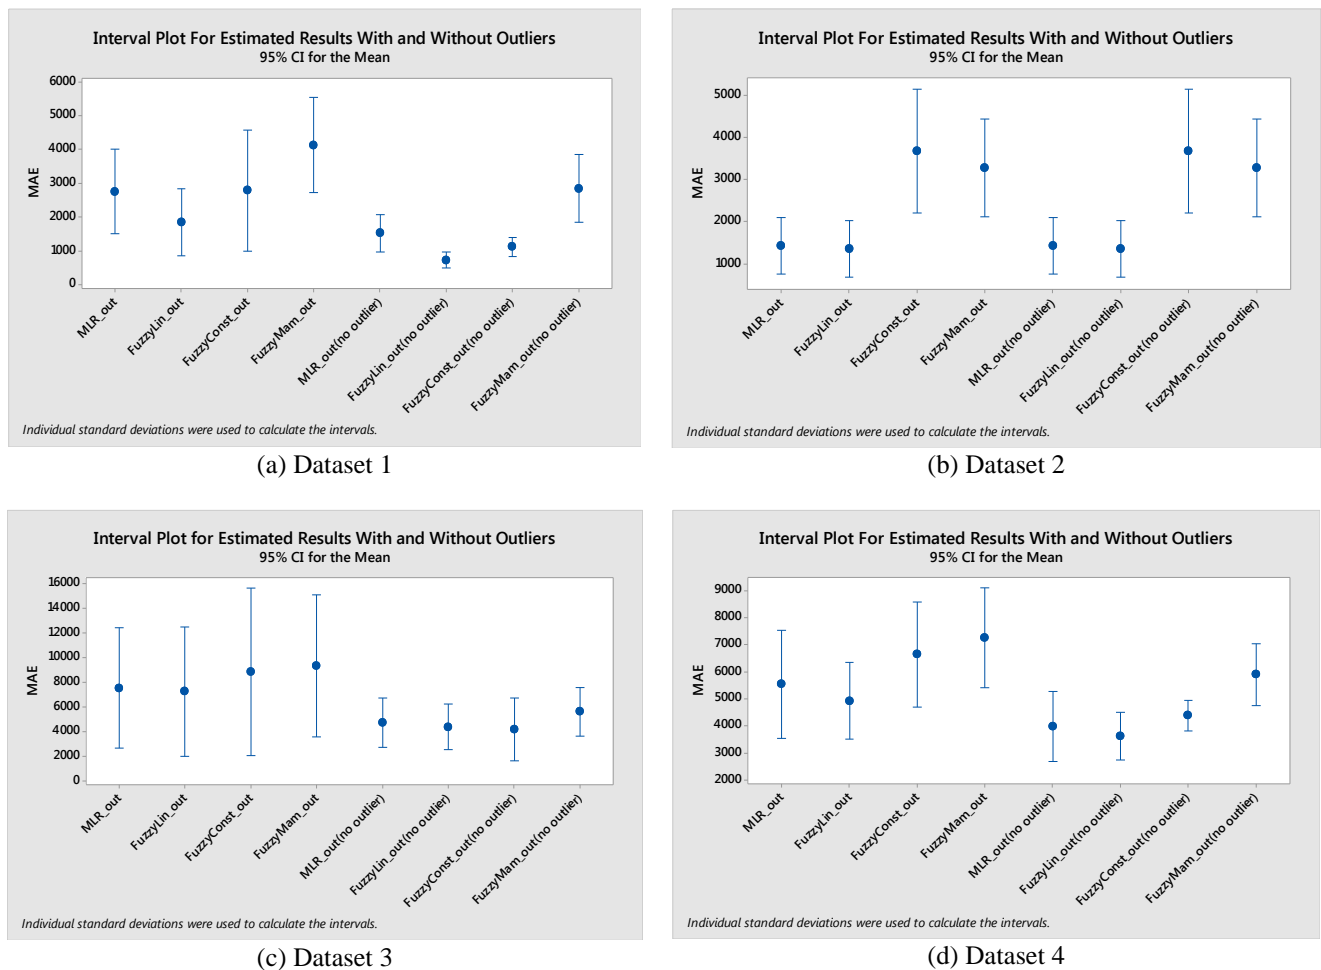 Interval Plot For Estimated Results With and Without Outliers
95% CI for the Mean
MAE
6000
5000
4000
3000
2000
1000
0
MLR_out
FuzzyLin_out
FuzzyConst_out
FuzzyMam_out
MLR_out(no outlier)
FuzzyLin_out(no outlier)
FuzzyConst_out(no outlier)
FuzzyMam_out(no outlier)
Individual standard deviations were used to calculate the intervals.
(a) Dataset 1
Interval Plot For Estimated Results With and Without Outliers
95% CI for the Mean
MAE
5000
4000
3000
2000
1000
MLR_out
FuzzyLin_out
FuzzyConst_out
FuzzyMam_out
MLR_out(no outlier)
FuzzyLin_out(no outlier)
FuzzyConst_out(no outlier)
FuzzyMam_out(no outlier)
Individual standard deviations were used to calculate the intervals.
(b) Dataset 2
Interval Plot for Estimated Results With and Without Outliers
95% CI for the Mean
MAE
16000
14000
12000
10000
8000
6000
4000
2000
0
MLR_out
FuzzyLin_out
FuzzyConst_out
FuzzyMam_out
MLR_out(no outlier)
FuzzyLin_out(no outlier)
FuzzyConst_out(no outlier)
FuzzyMam_out(no outlier)
Individual standard deviations were used to calculate the intervals.
(c) Dataset 3
Interval Plot For Estimated Results With and Without Outliers
95% CI for the Mean
MAE
9000
8000
7000
6000
5000
4000
3000
2000
MLR_out
FuzzyLin_out
FuzzyConst_out
FuzzyMam_out
MLR_out(no outlier)
FuzzyLin_out(no outlier)
FuzzyConst_out(no outlier)
FuzzyMam_out(no outlier)
Individual standard deviations were used to calculate the intervals.
(d) Dataset 4